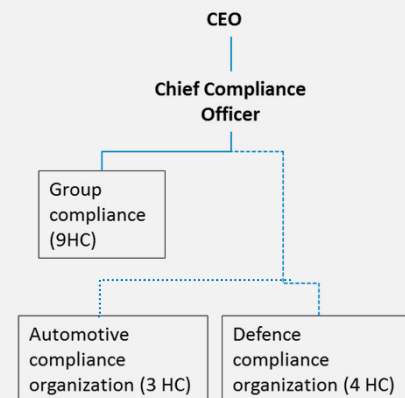 CEO
Chief Compliance
Officer
Group
compliance
(9HC)
Automotive
compliance
organization (3 HC)
Defence
compliance
organization (4 HC)